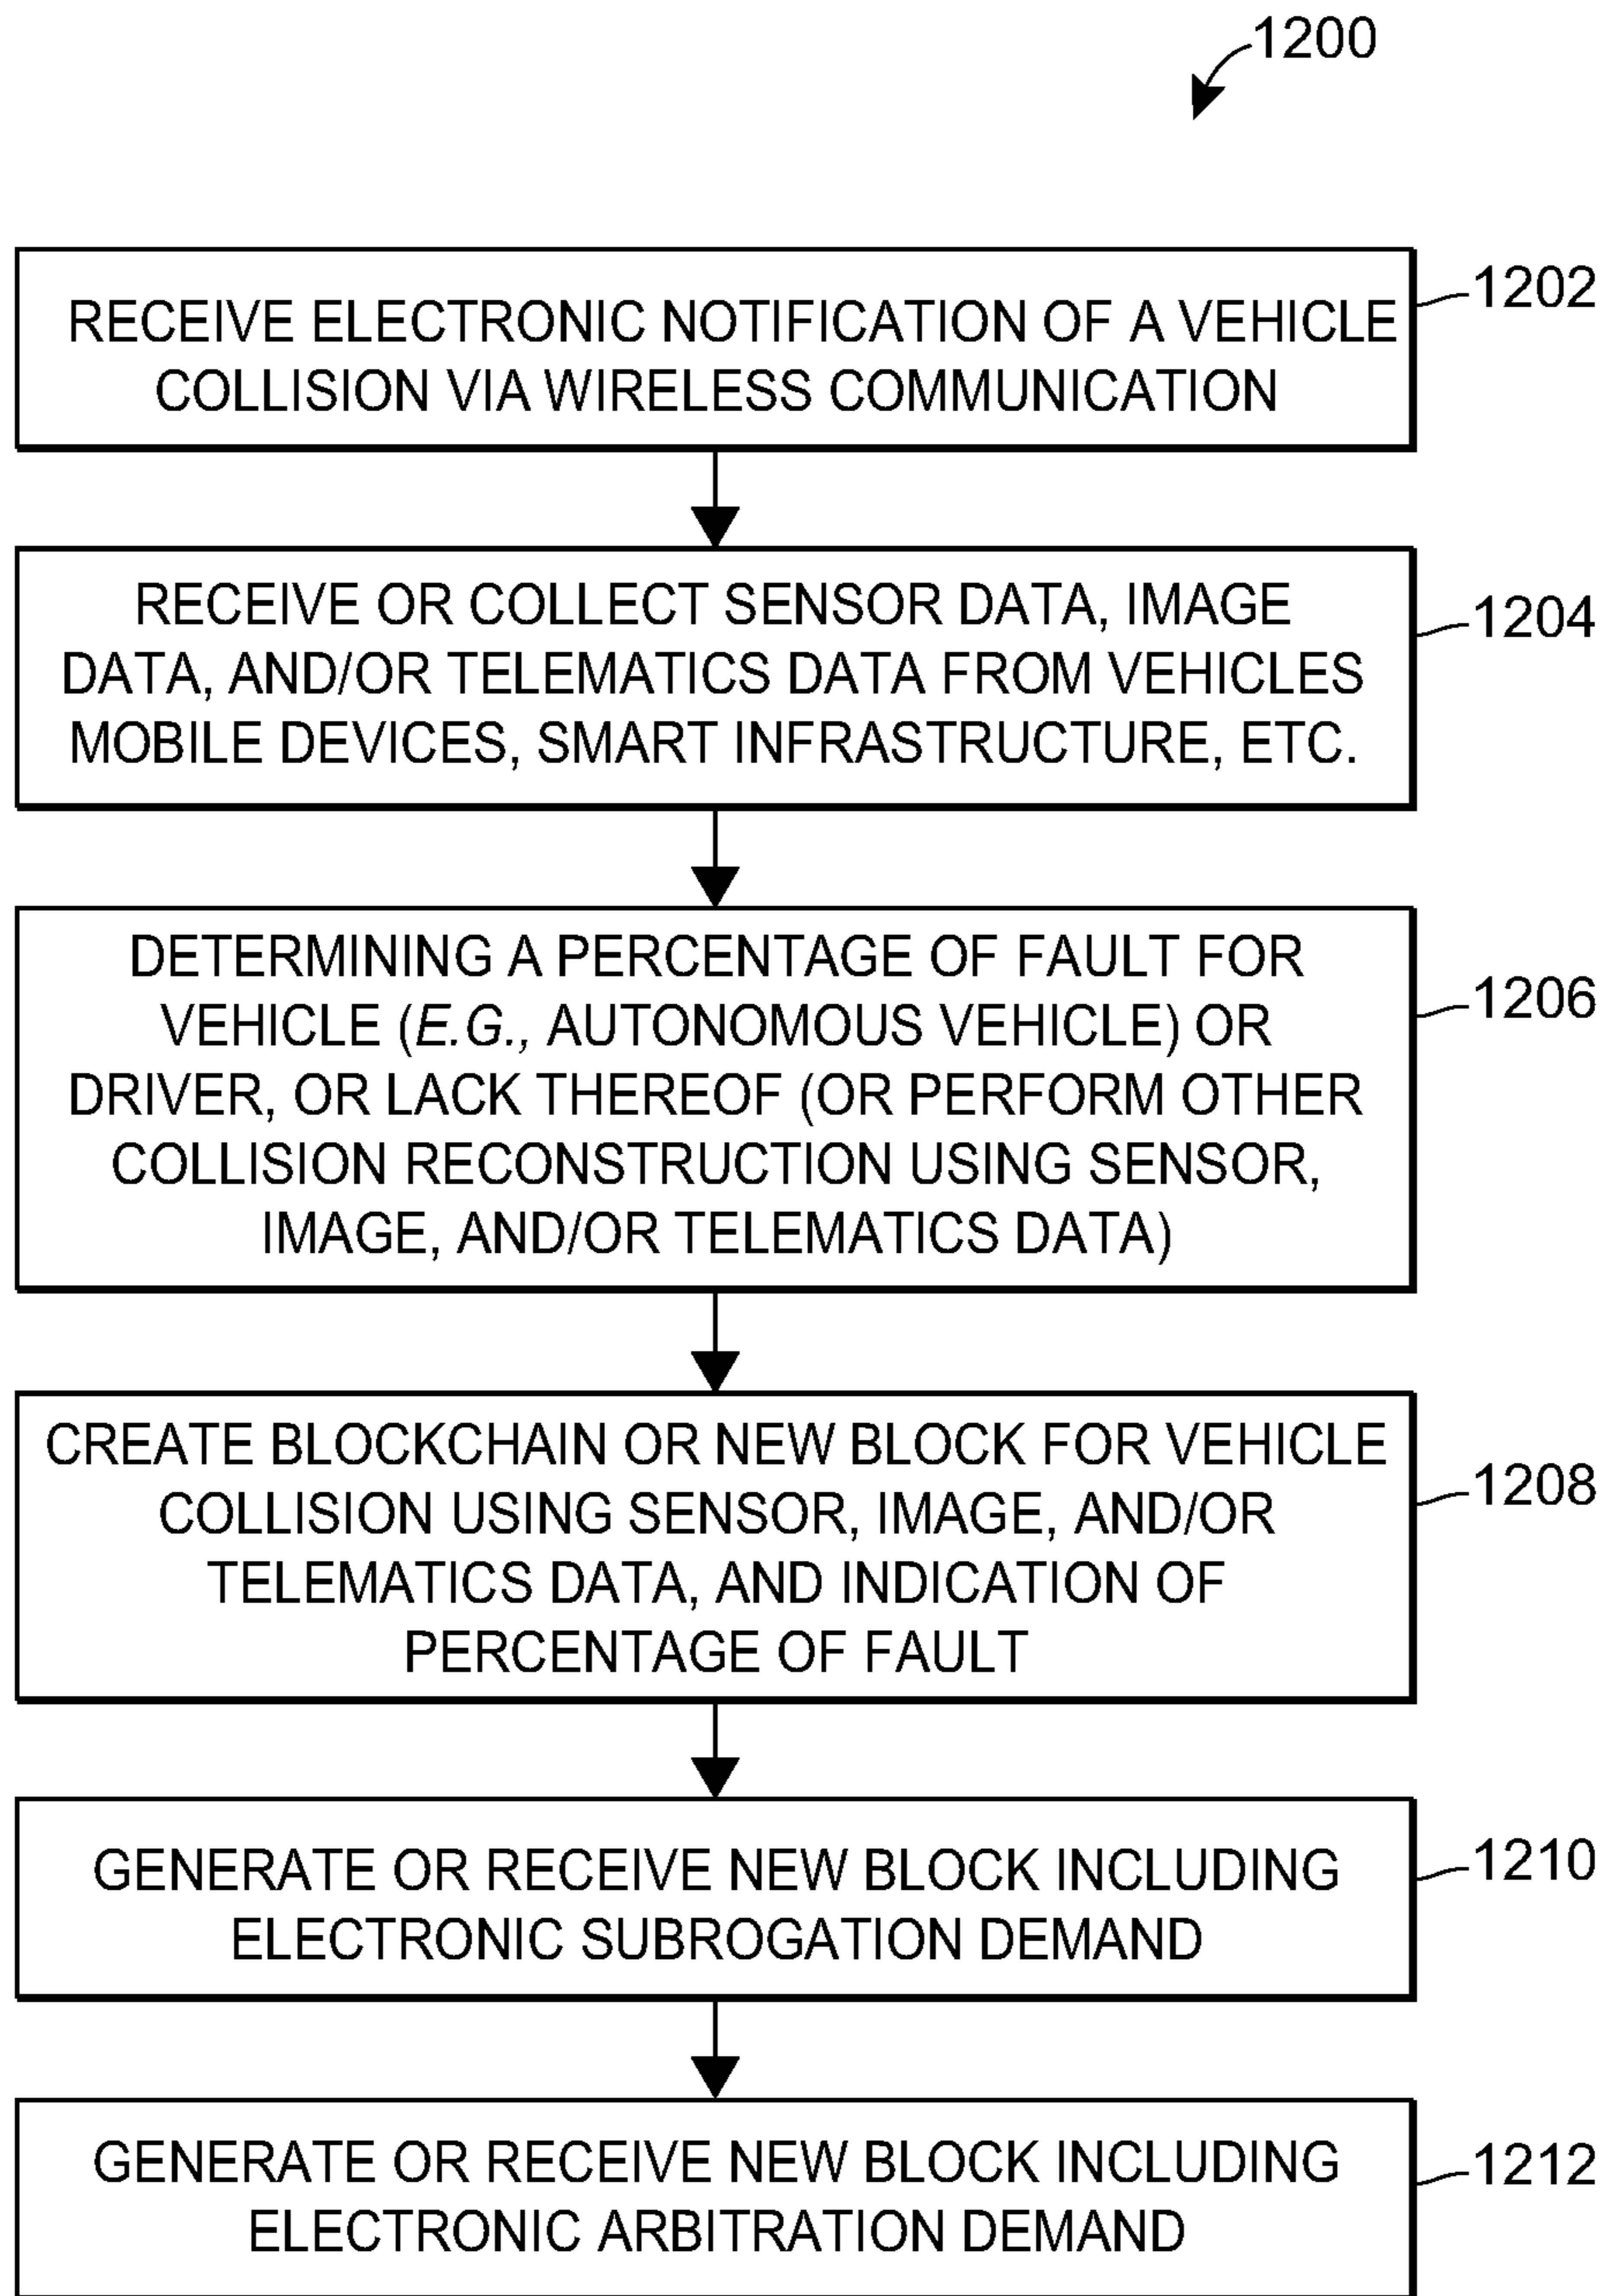 1200
RECEIVE ELECTRONIC NOTIFICATION OF A VEHICLE
COLLISION VIA WIRELESS COMMUNICATION
1202
RECEIVE OR COLLECT SENSOR DATA, IMAGE
DATA, AND/OR TELEMATICS DATA FROM VEHICLES
MOBILE DEVICES, SMART INFRASTRUCTURE, ETC.
1204
DETERMINING A PERCENTAGE OF FAULT FOR
VEHICLE (E.G., AUTONOMOUS VEHICLE) OR
DRIVER, OR LACK THEREOF (OR PERFORM OTHER
COLLISION RECONSTRUCTION USING SENSOR,
IMAGE, AND/OR TELEMATICS DATA)
1206
CREATE BLOCKCHAIN OR NEW BLOCK FOR VEHICLE
COLLISION USING SENSOR, IMAGE, AND/OR
TELEMATICS DATA, AND INDICATION OF
PERCENTAGE OF FAULT
1208
GENERATE OR RECEIVE NEW BLOCK INCLUDING
ELECTRONIC SUBROGATION DEMAND
1210
GENERATE OR RECEIVE NEW BLOCK INCLUDING
ELECTRONIC ARBITRATION DEMAND
1212